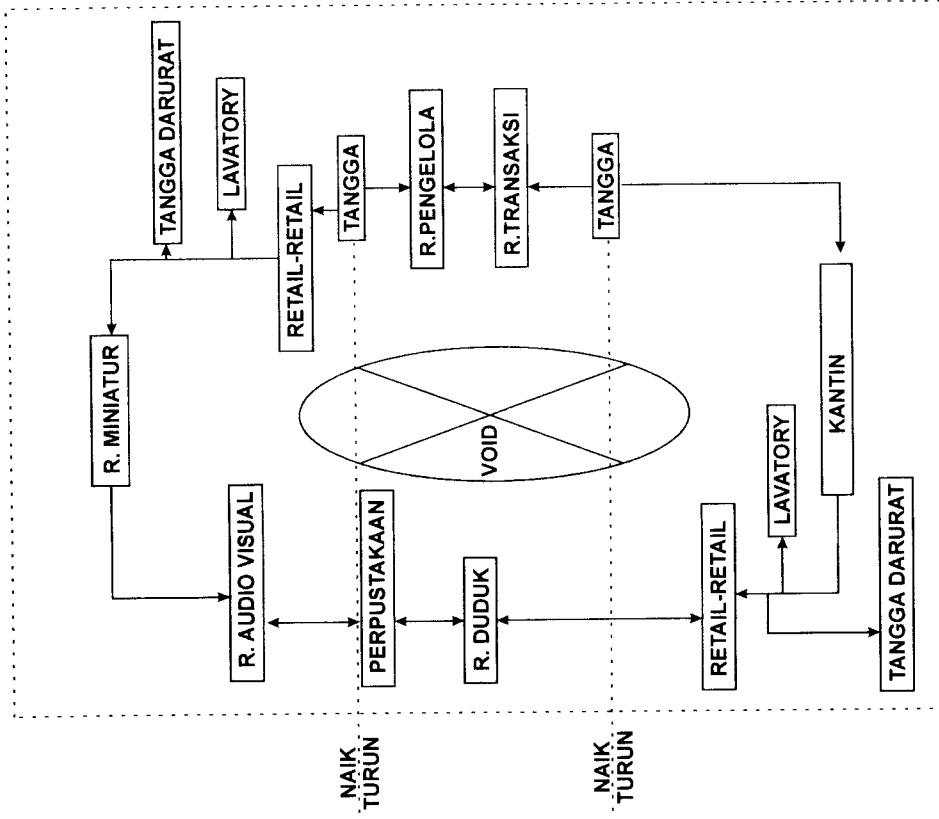 R. MINIATUR
TANGGA DARURAT
LAVATORY
R. AUDIO VISUAL
RETAIL-RETAIL
NAIK
TURUN
TANGGA
PERPUSTAKAAN
R.PENGELOLA
R. DUDUK
VOID
R.TRANSAKSI
NAIK
TURUN
TANGGA
RETAIL-RETAIL
LAVATORY
KANTIN
TANGGA DARURAT